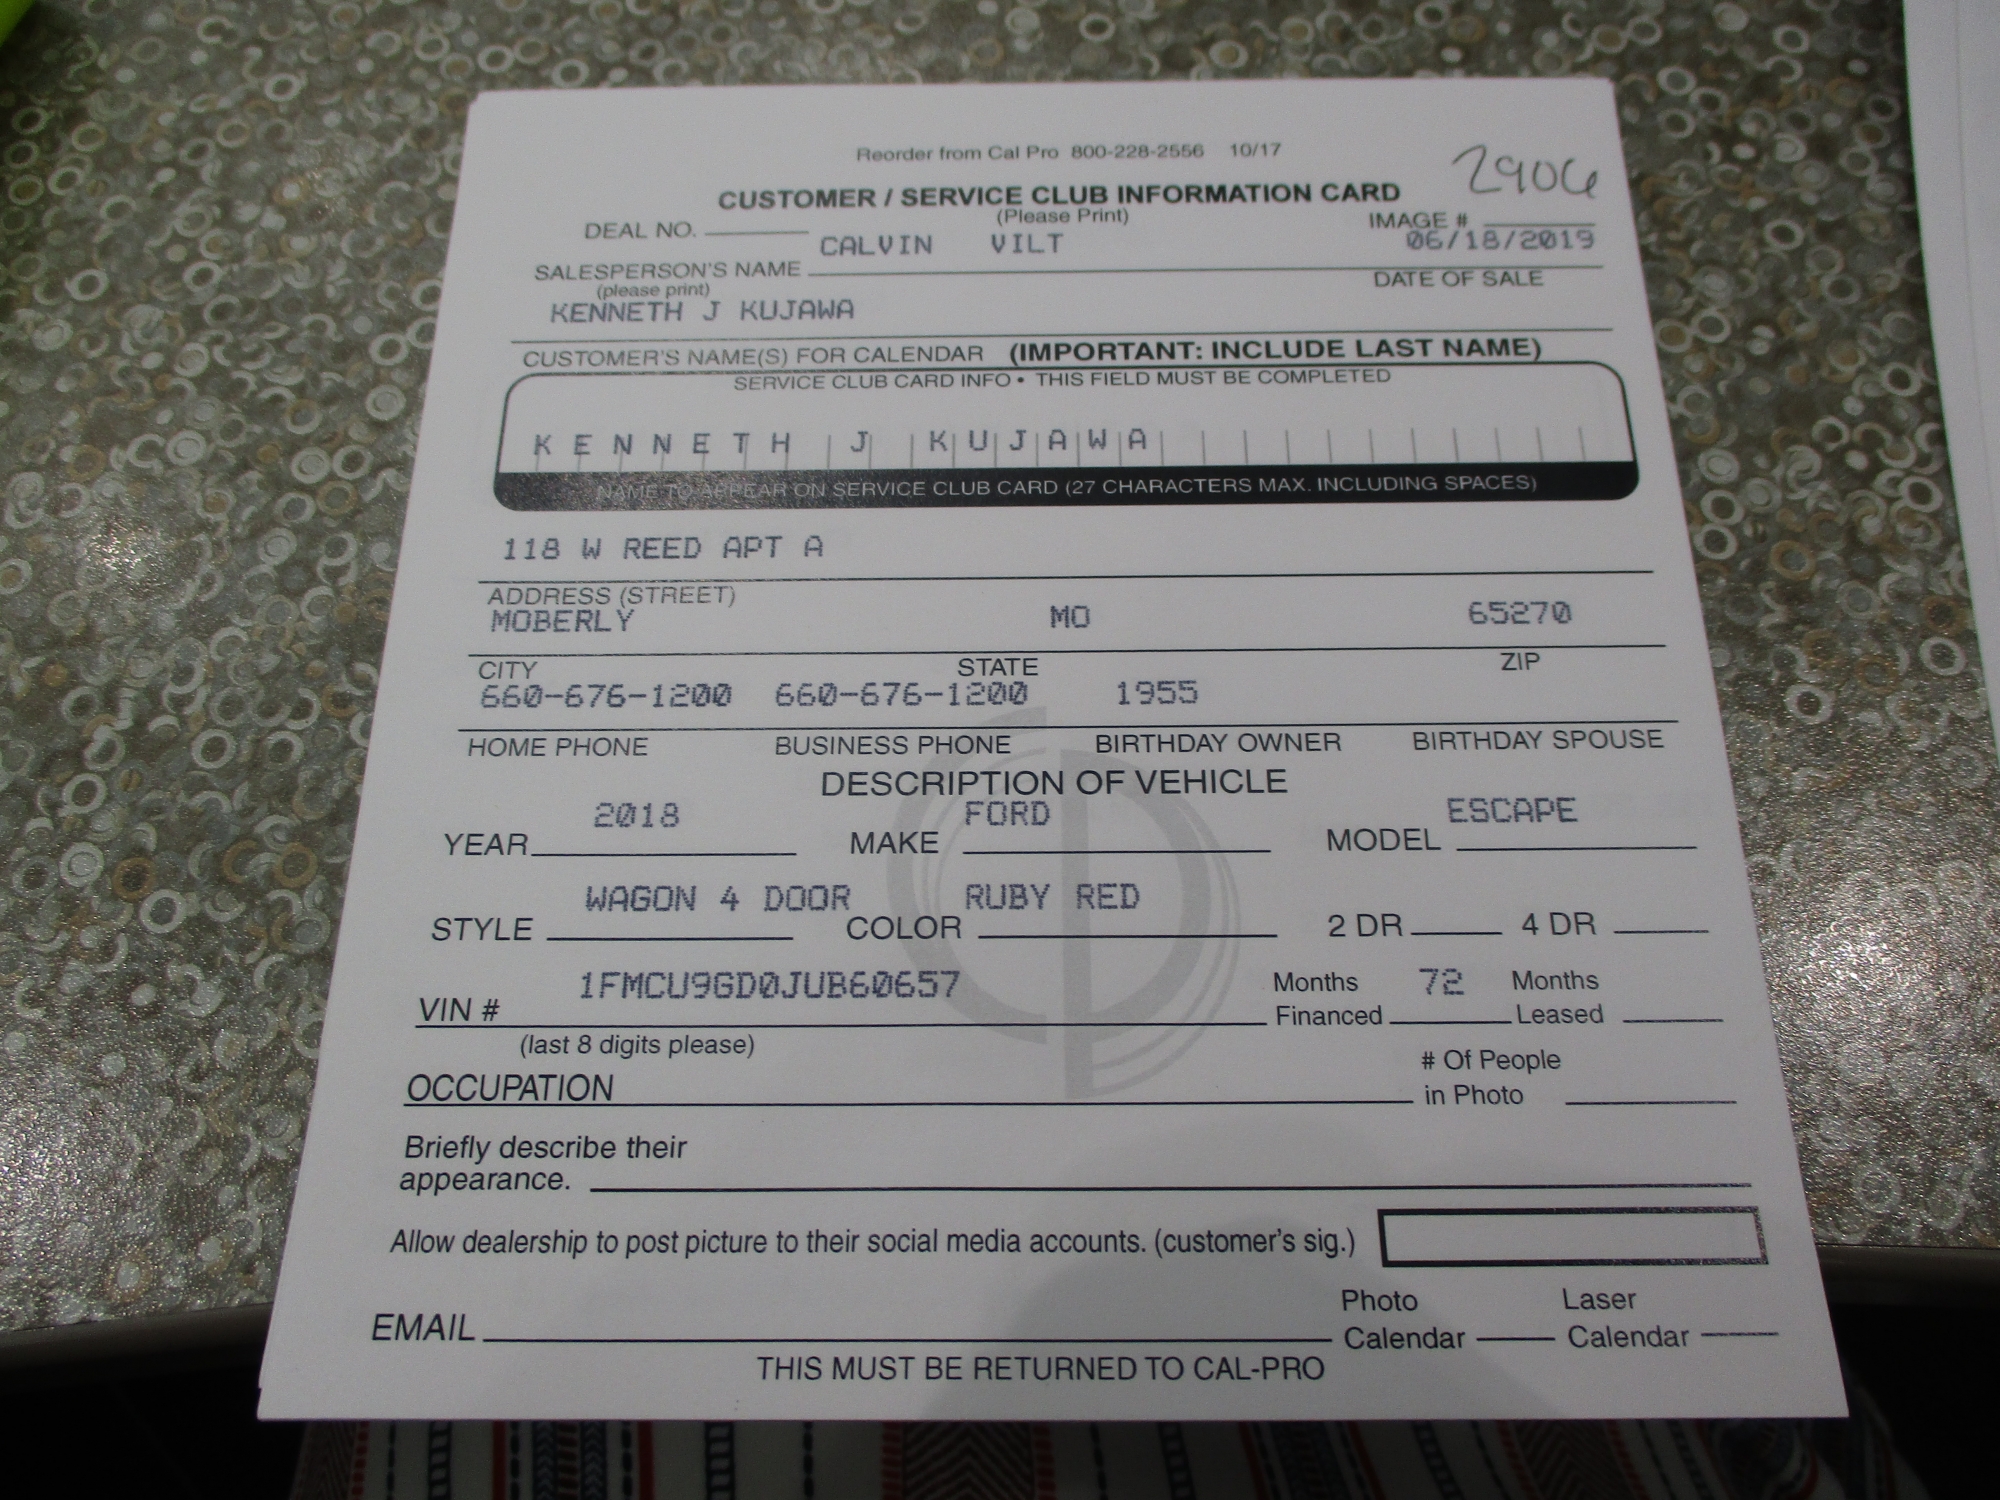 Reorder from Cal Pro 800-228-2556 10/17
2906
CUSTOMER / SERVICE CLUB INFORMATION CARD
(Please Print)
DEAL NO. IMAGE #
CALVIN VILT 06/18/2019
SALESPERSON'S NAME DATE OF SALE
(please print)
KENNETH J KUJAWA
CUSTOMER'S NAME(S) FOR CALENDAR (IMPORTANT: INCLUDE LAST NAME)
SERVICE CLUB CARD INFO • THIS FIELD MUST BE COMPLETED
KENNETH J KUJAWA
NAME TO APPEAR ON SERVICE CLUB CARD (27 CHARACTERS MAX. INCLUDING SPACES)
118 W REED APT A
ADDRESS (STREET)
MOBERLY MO 65270
CITY STATE ZIP
660-676-1200 660-676-1200 1955
HOME PHONE BUSINESS PHONE BIRTHDAY OWNER BIRTHDAY SPOUSE
DESCRIPTION OF VEHICLE
2018 FORD ESCAPE
YEAR MAKE MODEL
WAGON 4 DOOR RUBY RED
STYLE COLOR 2 DR 4 DR
1FMCU9GD0JUB60657 Months 72 Months
VIN # Financed Leased
(last 8 digits please)
# Of People
OCCUPATION in Photo
Briefly describe their
appearance.
Allow dealership to post picture to their social media accounts. (customer's sig.)
Photo Laser
EMAIL Calendar Calendar
THIS MUST BE RETURNED TO CAL-PRO